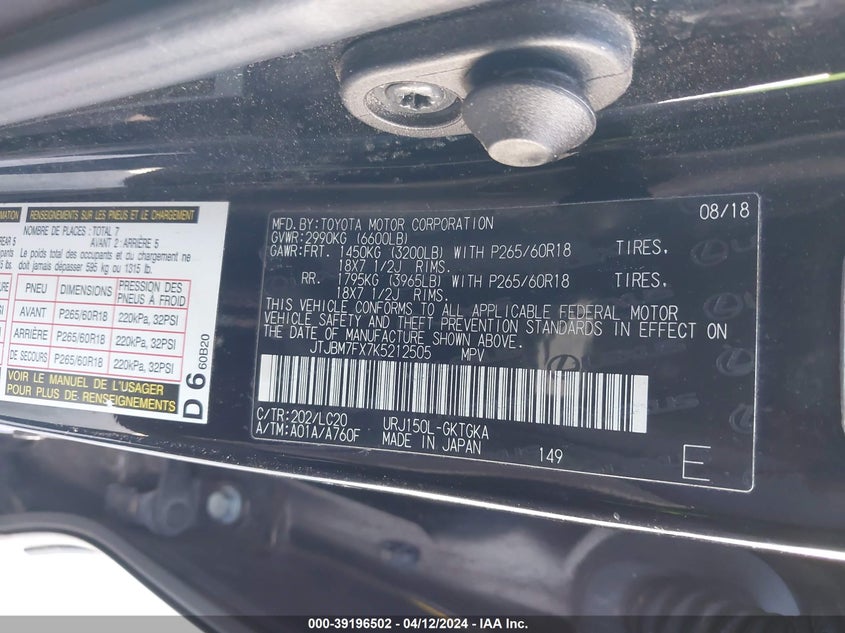 RMATION
REAR 5
5 lbs.
RENSEIGNEMENTS SUR LES PNEUS ET LE CHARGEMENT
NOMBRE DE PLACES: TOTAL 7
AVANT 2: ARRIÈRE 5
Le poids total des occupants et du chargement ne
doit jamais dépasser 595 kg ou 1315 lb.
PNEU DIMENSIONS PRESSION DES PNEUS À FROID
AVANT P265/60R18 220kPa, 32PSI
ARRIÈRE P265/60R18 220kPa, 32PSI
DE SECOURS P265/60R18 220kPa, 32PSI
VOIR LE MANUEL DE L'USAGER
POUR PLUS DE RENSEIGNEMENTS
D6 60B20
08/18
MFD.BY:TOYOTA MOTOR CORPORATION
GVWR:2990KG (6600LB)
GAWR:FRT. 1450KG (3200LB) WITH P265/60R18 TIRES,
18X7 1/2J RIMS.
RR. 1795KG (3965LB) WITH P265/60R18 TIRES,
18X7 1/2J RIMS.
THIS VEHICLE CONFORMS TO ALL APPLICABLE FEDERAL MOTOR
VEHICLE SAFETY AND THEFT PREVENTION STANDARDS IN EFFECT ON
THE DATE OF MANUFACTURE SHOWN ABOVE.
JTJBM7FX7K5212505 MPV
C/TR:202/LC20 URJ150L-GKTGKA
A/TM:A01A/A760F MADE IN JAPAN
149
E
000-39196502 - 04/12/2024 - IAA Inc.